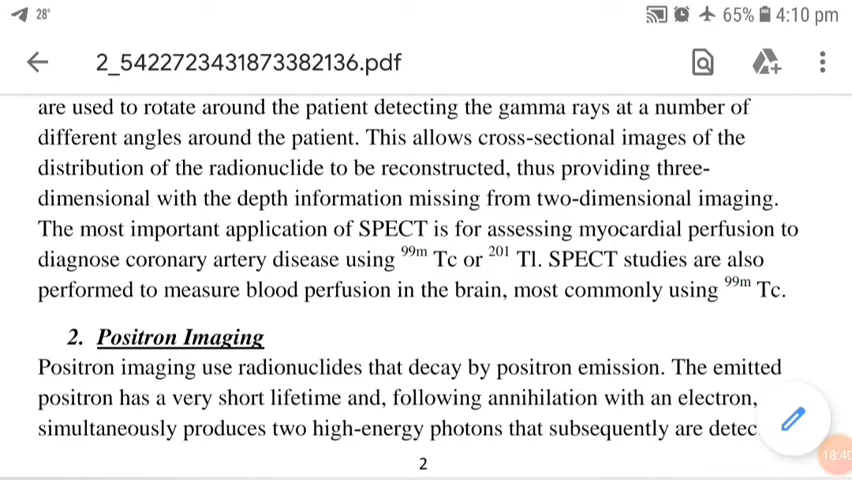 28°
65% 4:10 pm
2_5422723431873382136.pdf
are used to rotate around the patient detecting the gamma rays at a number of
different angles around the patient. This allows cross-sectional images of the
distribution of the radionuclide to be reconstructed, thus providing three-
dimensional with the depth information missing from two-dimensional imaging.
The most important application of SPECT is for assessing myocardial perfusion to
diagnose coronary artery disease using 99m Tc or 201 Tl. SPECT studies are also
performed to measure blood perfusion in the brain, most commonly using 99m Tc.
2. Positron Imaging
Positron imaging use radionuclides that decay by positron emission. The emitted
positron has a very short lifetime and, following annihilation with an electron,
simultaneously produces two high-energy photons that subsequently are detec
18:40
2